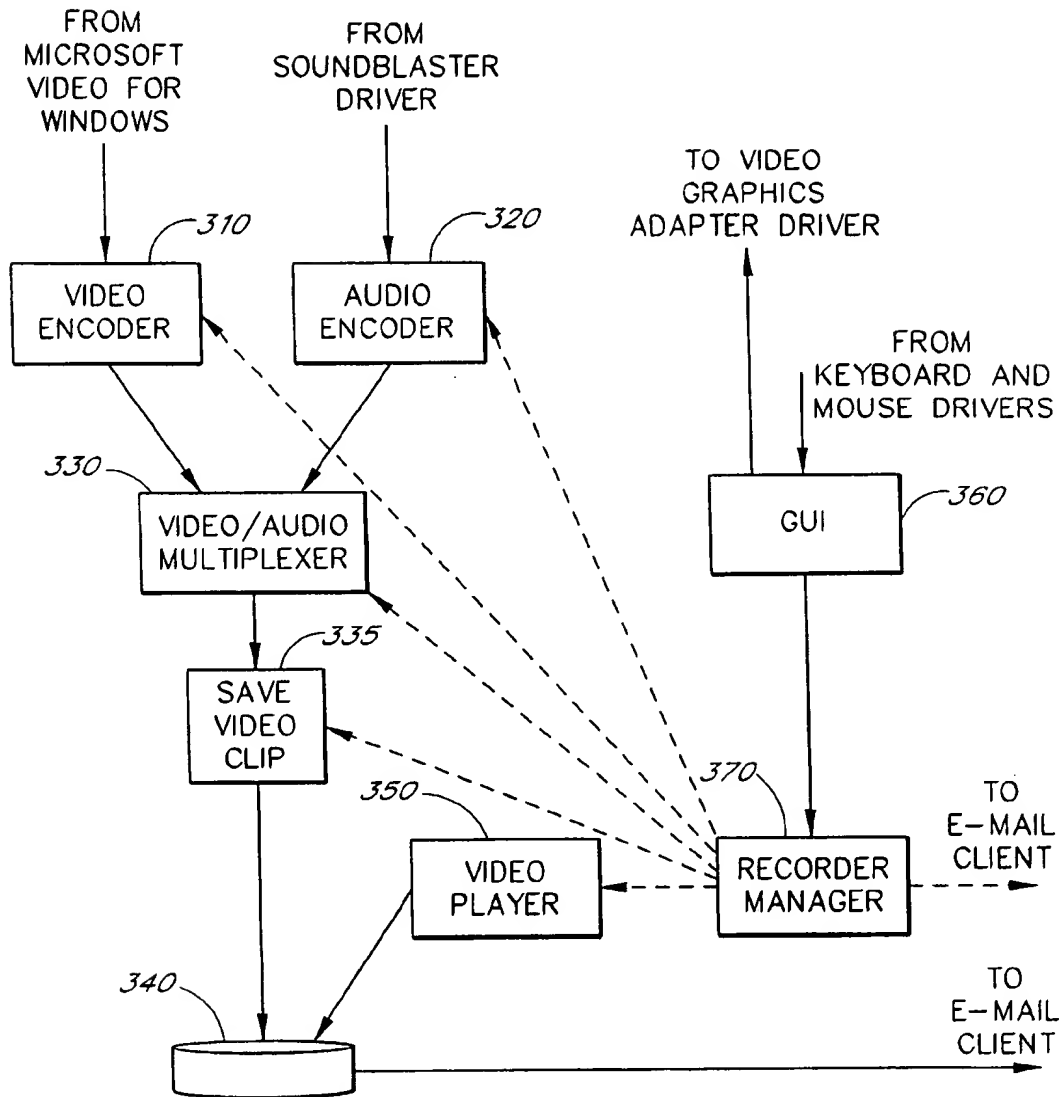 FROM
MICROSOFT
VIDEO FOR
WINDOWS
FROM
SOUNDBLASTER
DRIVER
TO VIDEO
GRAPHICS
ADAPTER DRIVER
310
VIDEO
ENCODER
320
AUDIO
ENCODER
FROM
KEYBOARD AND
MOUSE DRIVERS
330
VIDEO/AUDIO
MULTIPLEXER
360
GUI
335
SAVE
VIDEO
CLIP
350
VIDEO
PLAYER
370
RECORDER
MANAGER
TO
E-MAIL
CLIENT
340
TO
E-MAIL
CLIENT